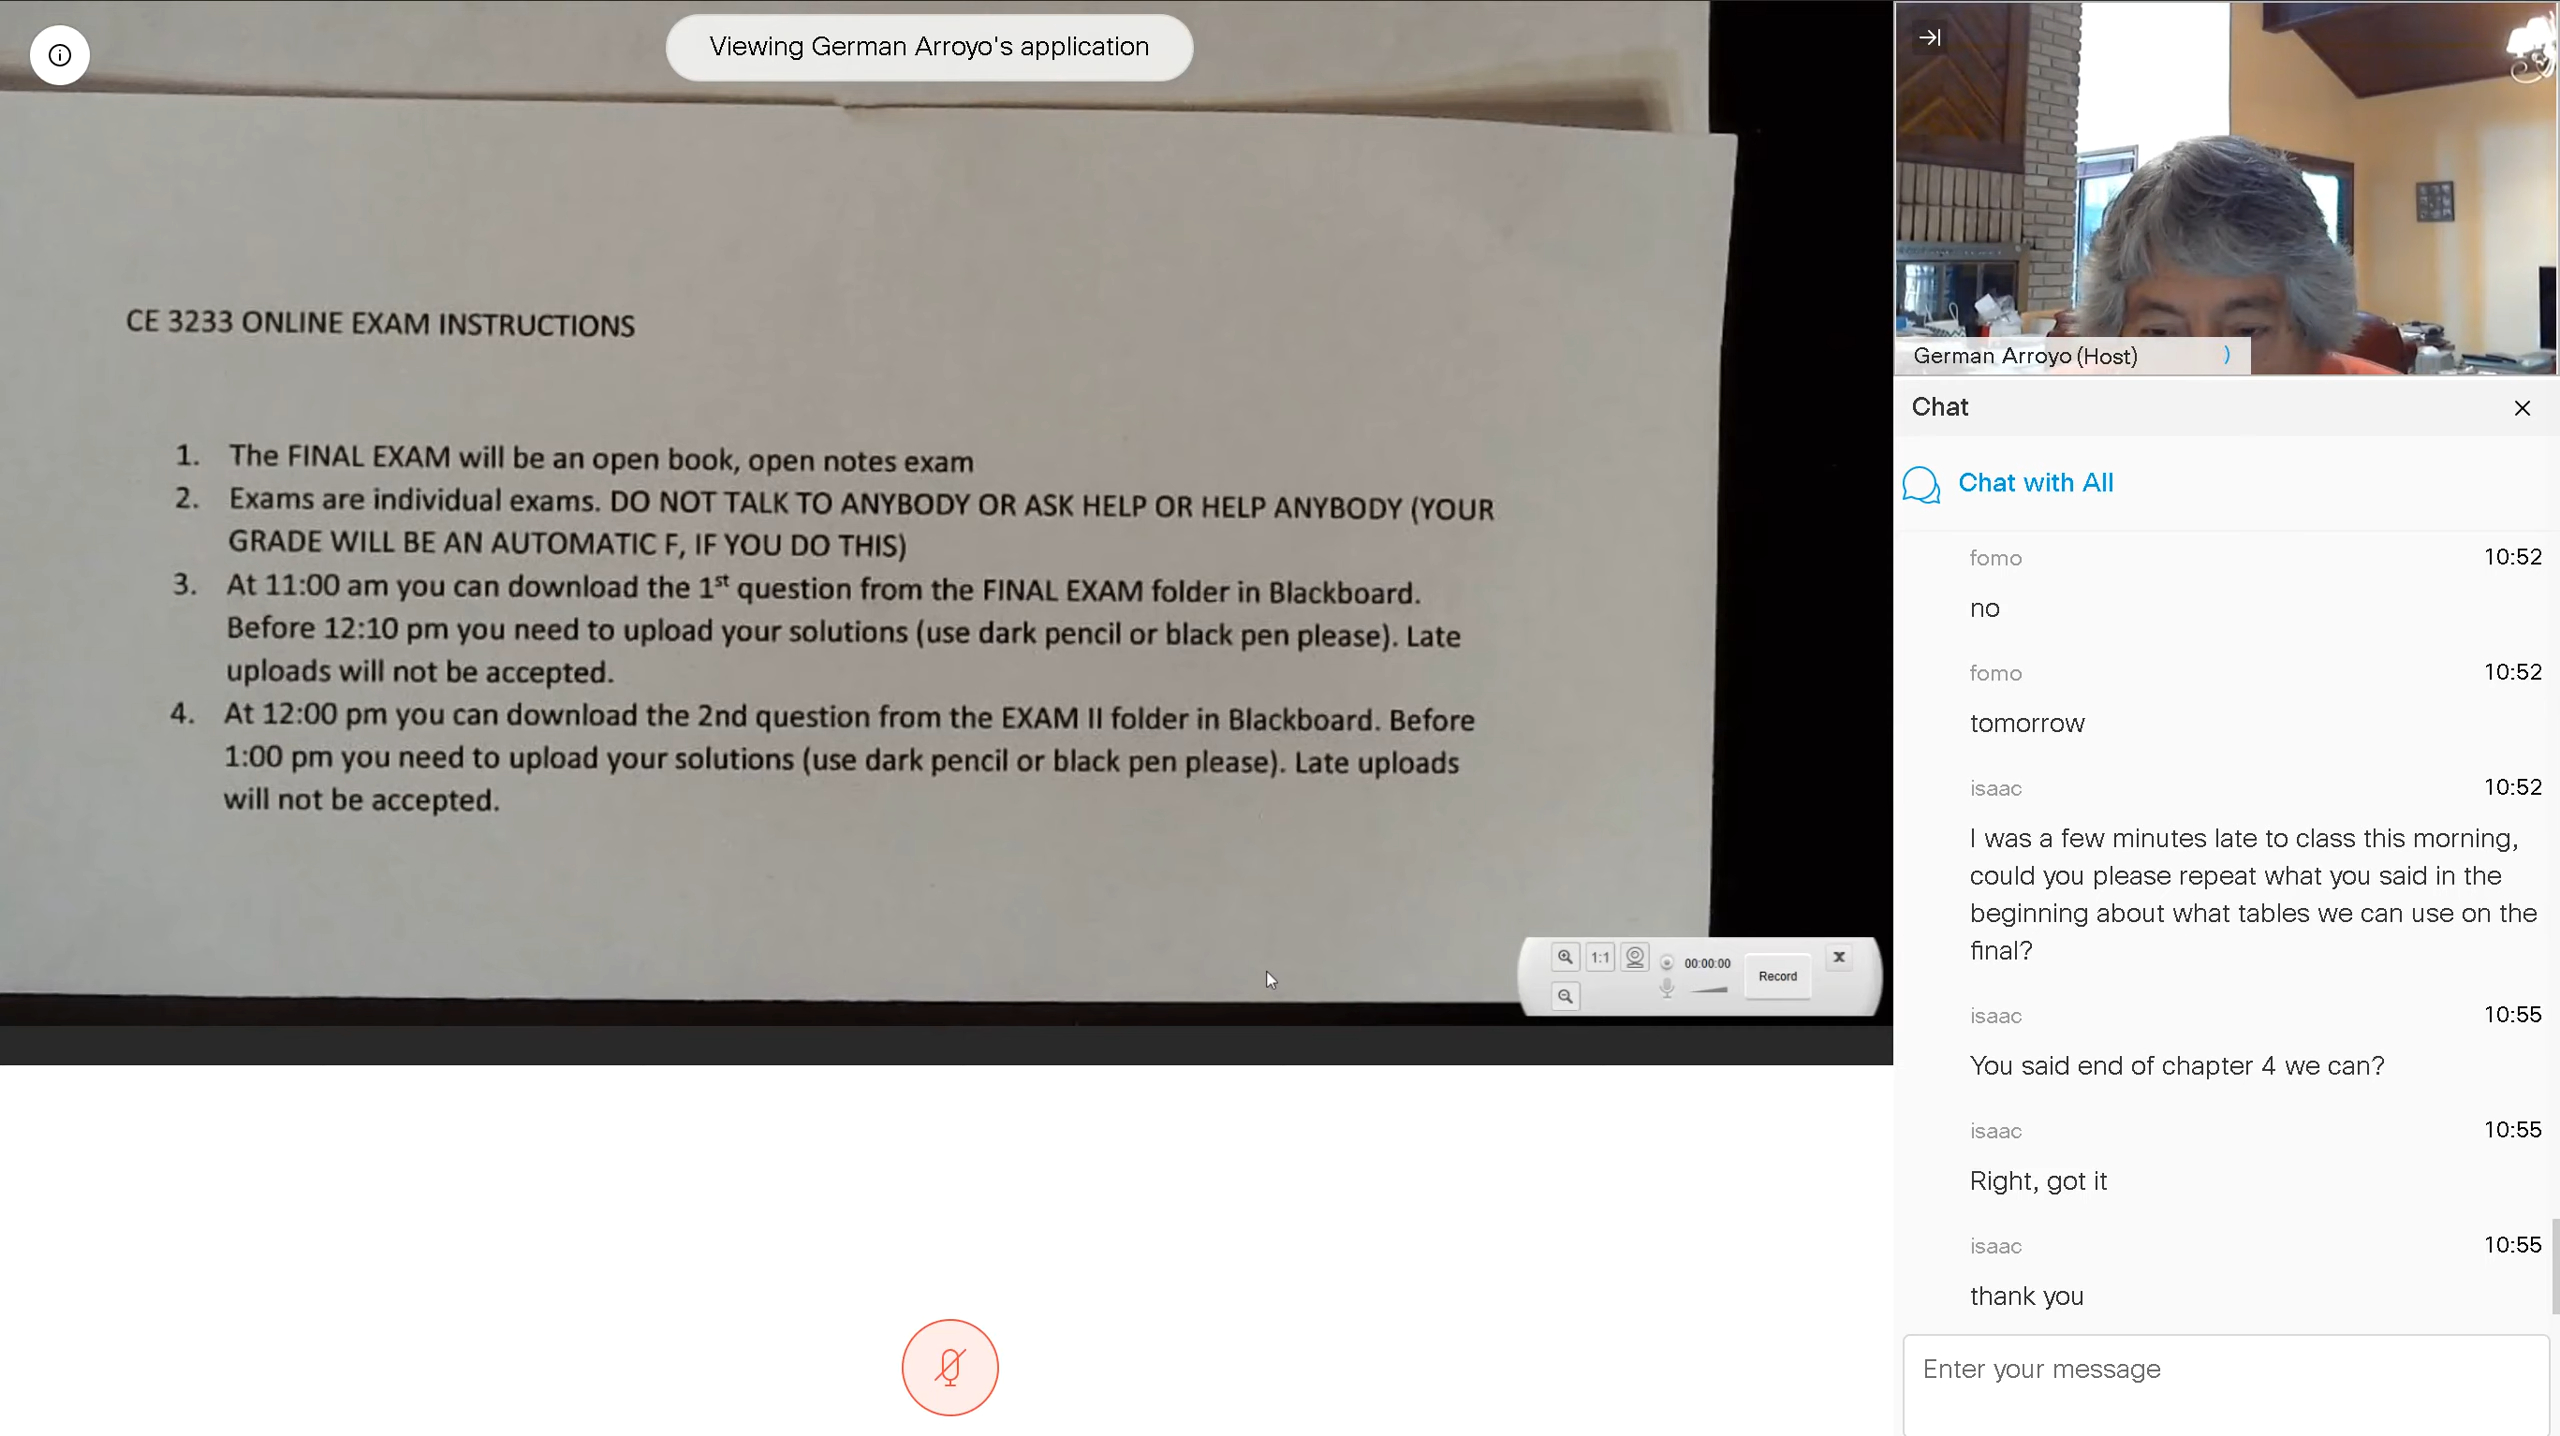 Viewing German Arroyo's application
CE 3233 ONLINE EXAM INSTRUCTIONS
1. The FINAL EXAM will be an open book, open notes exam
2. Exams are individual exams. DO NOT TALK TO ANYBODY OR ASK HELP OR HELP ANYBODY (YOUR
GRADE WILL BE AN AUTOMATIC F, IF YOU DO THIS)
3. At 11:00 am you can download the 1st question from the FINAL EXAM folder in Blackboard.
Before 12:10 pm you need to upload your solutions (use dark pencil or black pen please). Late
uploads will not be accepted.
4. At 12:00 pm you can download the 2nd question from the EXAM II folder in Blackboard. Before
1:00 pm you need to upload your solutions (use dark pencil or black pen please). Late uploads
will not be accepted.
1:1
00:00:00
Record
X
German Arroyo (Host)
Chat
Chat with All
fomo 10:52
no
fomo 10:52
tomorrow
isaac 10:52
I was a few minutes late to class this morning,
could you please repeat what you said in the
beginning about what tables we can use on the
final?
isaac 10:55
You said end of chapter 4 we can?
isaac 10:55
Right, got it
isaac 10:55
thank you
Enter your message